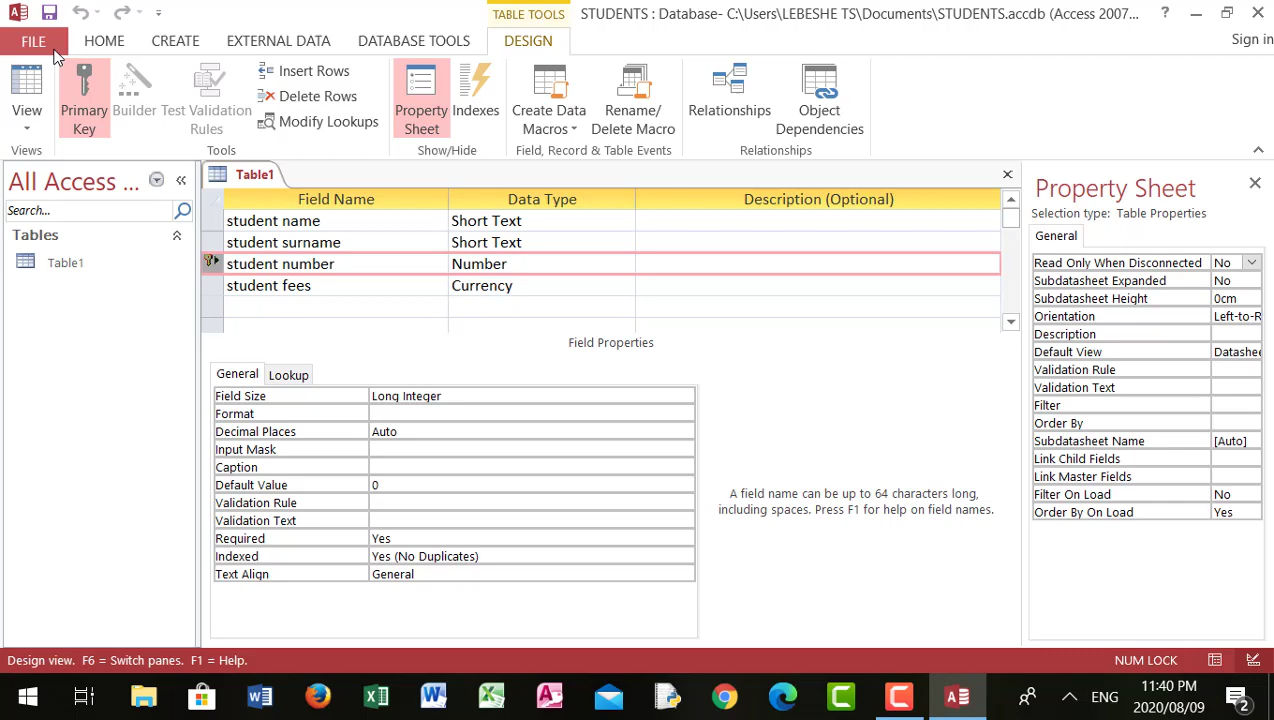 TABLE TOOLS
STUDENTS : Database- C:\Users\LEBESHE TS\Documents\STUDENTS.accdb (Access 2007...
FILE HOME CREATE EXTERNAL DATA DATABASE TOOLS DESIGN Sign in
View
Views
Primary Key
Builder
Test Validation Rules
Insert Rows
Delete Rows
Modify Lookups
Tools
Property Sheet
Indexes
Show/Hide
Create Data Macros
Rename/ Delete Macro
Field, Record & Table Events
Relationships
Object Dependencies
Relationships
All Access ...
Search...
Tables
Table1
Table1
Field Name Data Type Description (Optional)
student name Short Text
student surname Short Text
student number Number
student fees Currency
Field Properties
General Lookup
Field Size Long Integer
Format
Decimal Places Auto
Input Mask
Caption
Default Value 0
Validation Rule
Validation Text
Required Yes
Indexed Yes (No Duplicates)
Text Align General
A field name can be up to 64 characters long,
including spaces. Press F1 for help on field names.
Property Sheet
Selection type: Table Properties
General
Read Only When Disconnected No
Subdatasheet Expanded No
Subdatasheet Height 0cm
Orientation Left-to-R
Description
Default View Datashee
Validation Rule
Validation Text
Filter
Order By
Subdatasheet Name [Auto]
Link Child Fields
Link Master Fields
Filter On Load No
Order By On Load Yes
Design view. F6 = Switch panes. F1 = Help.
NUM LOCK
ENG
11:40 PM
2020/08/09
2